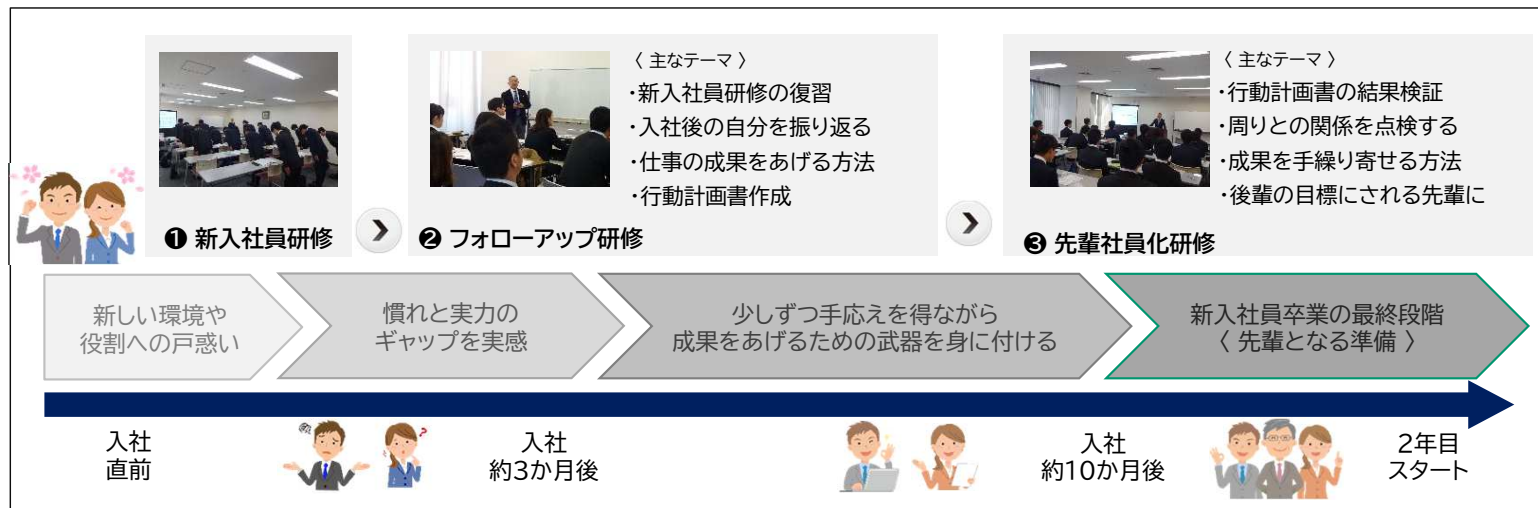 ❶ 新入社員研修
❷ フォローアップ研修
〈 主なテーマ 〉
・新入社員研修の復習
・入社後の自分を振り返る
・仕事の成果をあげる方法
・行動計画書作成
❸ 先輩社員化研修
〈 主なテーマ 〉
・行動計画書の結果検証
・周りとの関係を点検する
・成果を手繰り寄せる方法
・後輩の目標にされる先輩に
新しい環境や
役割への戸惑い
慣れと実力の
ギャップを実感
少しずつ手応えを得ながら
成果をあげるための武器を身に付ける
新入社員卒業の最終段階
〈 先輩となる準備 〉
入社
直前
?
入社
約3か月後
入社
約10か月後
2年目
スタート